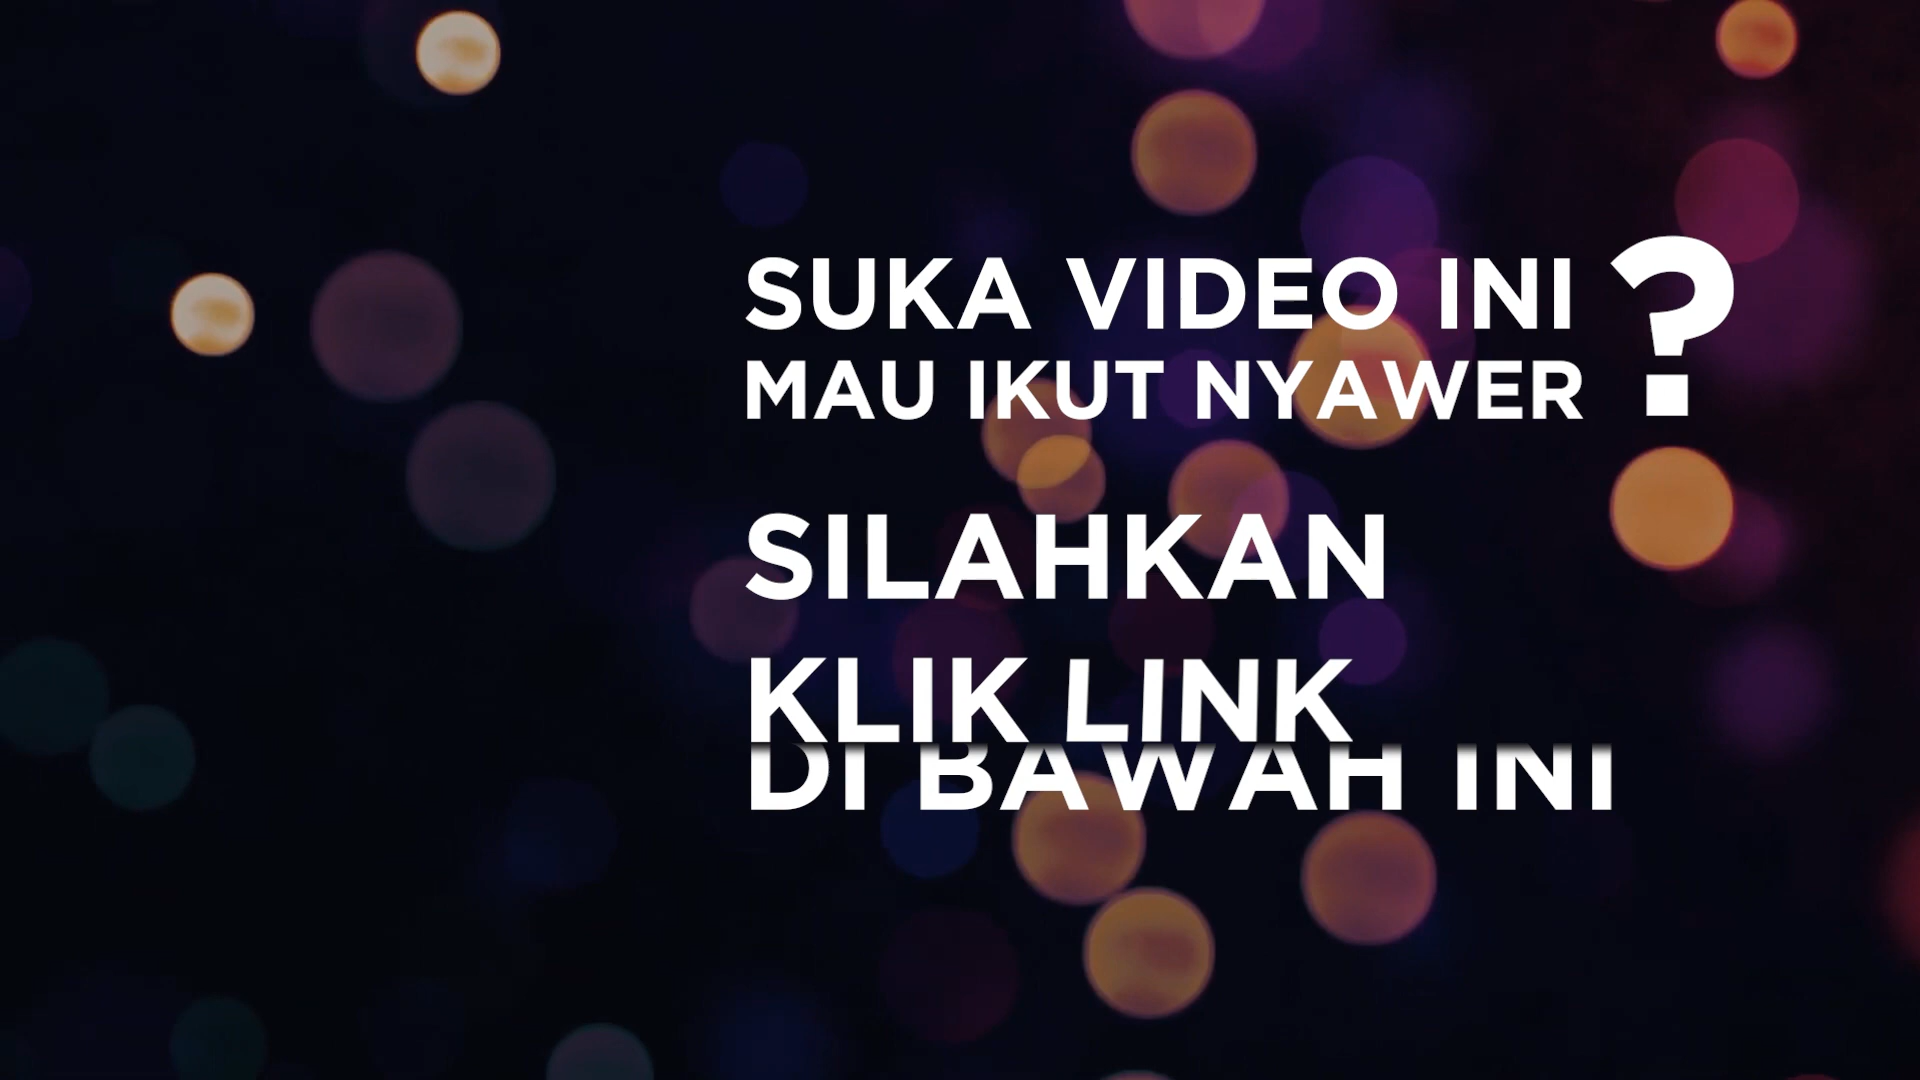 SUKA VIDEO INI
MAU IKUT NYAWER ?
SILAHKAN
KLIK LINK
DI BAWAH INI